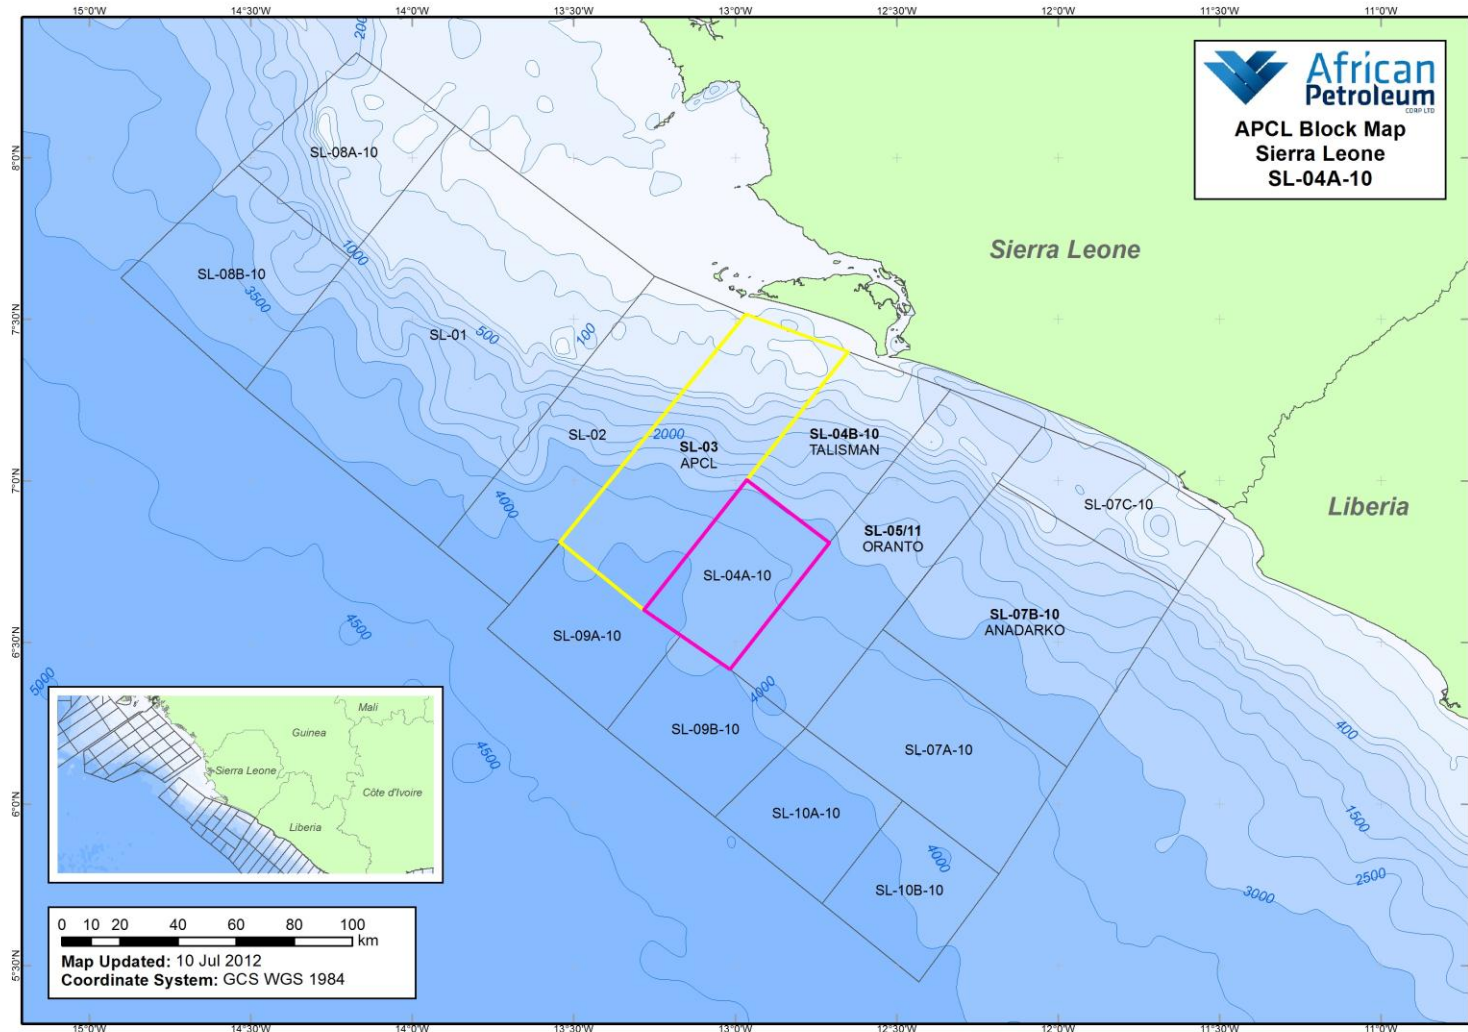 15°0'W 14°30'W 14°0'W 13°30'W 13°0'W 12°30'W 12°0'W 11°30'W 11°0'W
African
Petroleum
CORP LTD
APCL Block Map
Sierra Leone
SL-04A-10
200
8°0'N
SL-08A-10
1000
Sierra Leone
SL-08B-10
3500
7°30'N
SL-01
500
100
SL-02
2000
SL-03
APCL
SL-04B-10
TALISMAN
7°0'N
4000
SL-07C-10
Liberia
SL-05/11
ORANTO
SL-04A-10
SL-07B-10
ANADARKO
4500
SL-09A-10
6°30'N
5000
4000
SL-09B-10
400
4500
SL-07A-10
Mali
Guinea
Sierra Leone
Côte d'Ivoire
Liberia
6°0'N
SL-10A-10
1500
4000
2500
SL-10B-10
3000
0 10 20 40 60 80 100
km
Map Updated: 10 Jul 2012
Coordinate System: GCS WGS 1984
5°30'N
15°0'W 14°30'W 14°0'W 13°30'W 13°0'W 12°30'W 12°0'W 11°30'W 11°0'W